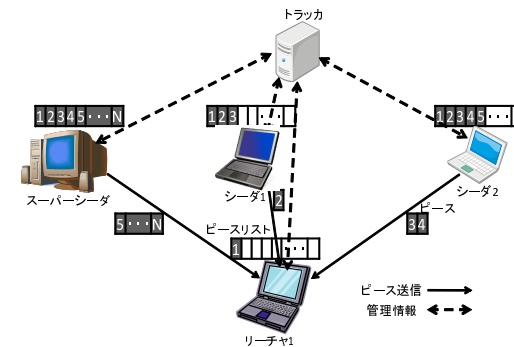 トラッカ
12345···N
123 ···
12345···
スーパーシーダ
シーダ1
シーダ2
2
ピース
5 ···N
ピースリスト
34
1 ···
ピース送信
管理情報
リーチャ1